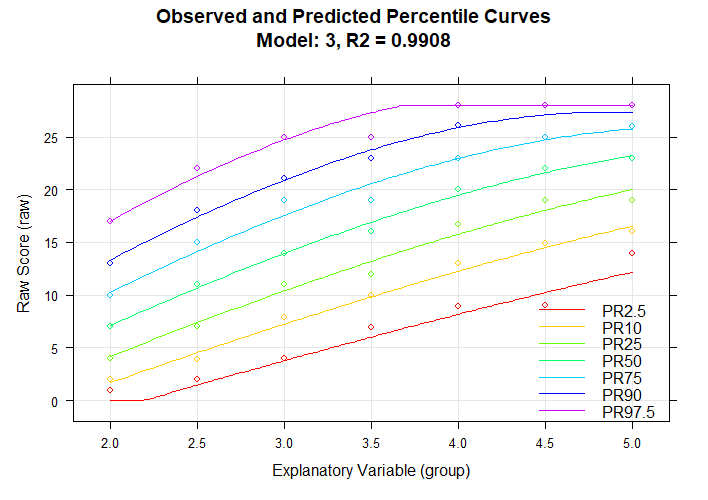 Observed and Predicted Percentile Curves
Model: 3, R2 = 0.9908
Raw Score (raw)
25
20
15
10
5
0
PR2.5
PR10
PR25
PR50
PR75
PR90
PR97.5
2.0 2.5 3.0 3.5 4.0 4.5 5.0
Explanatory Variable (group)